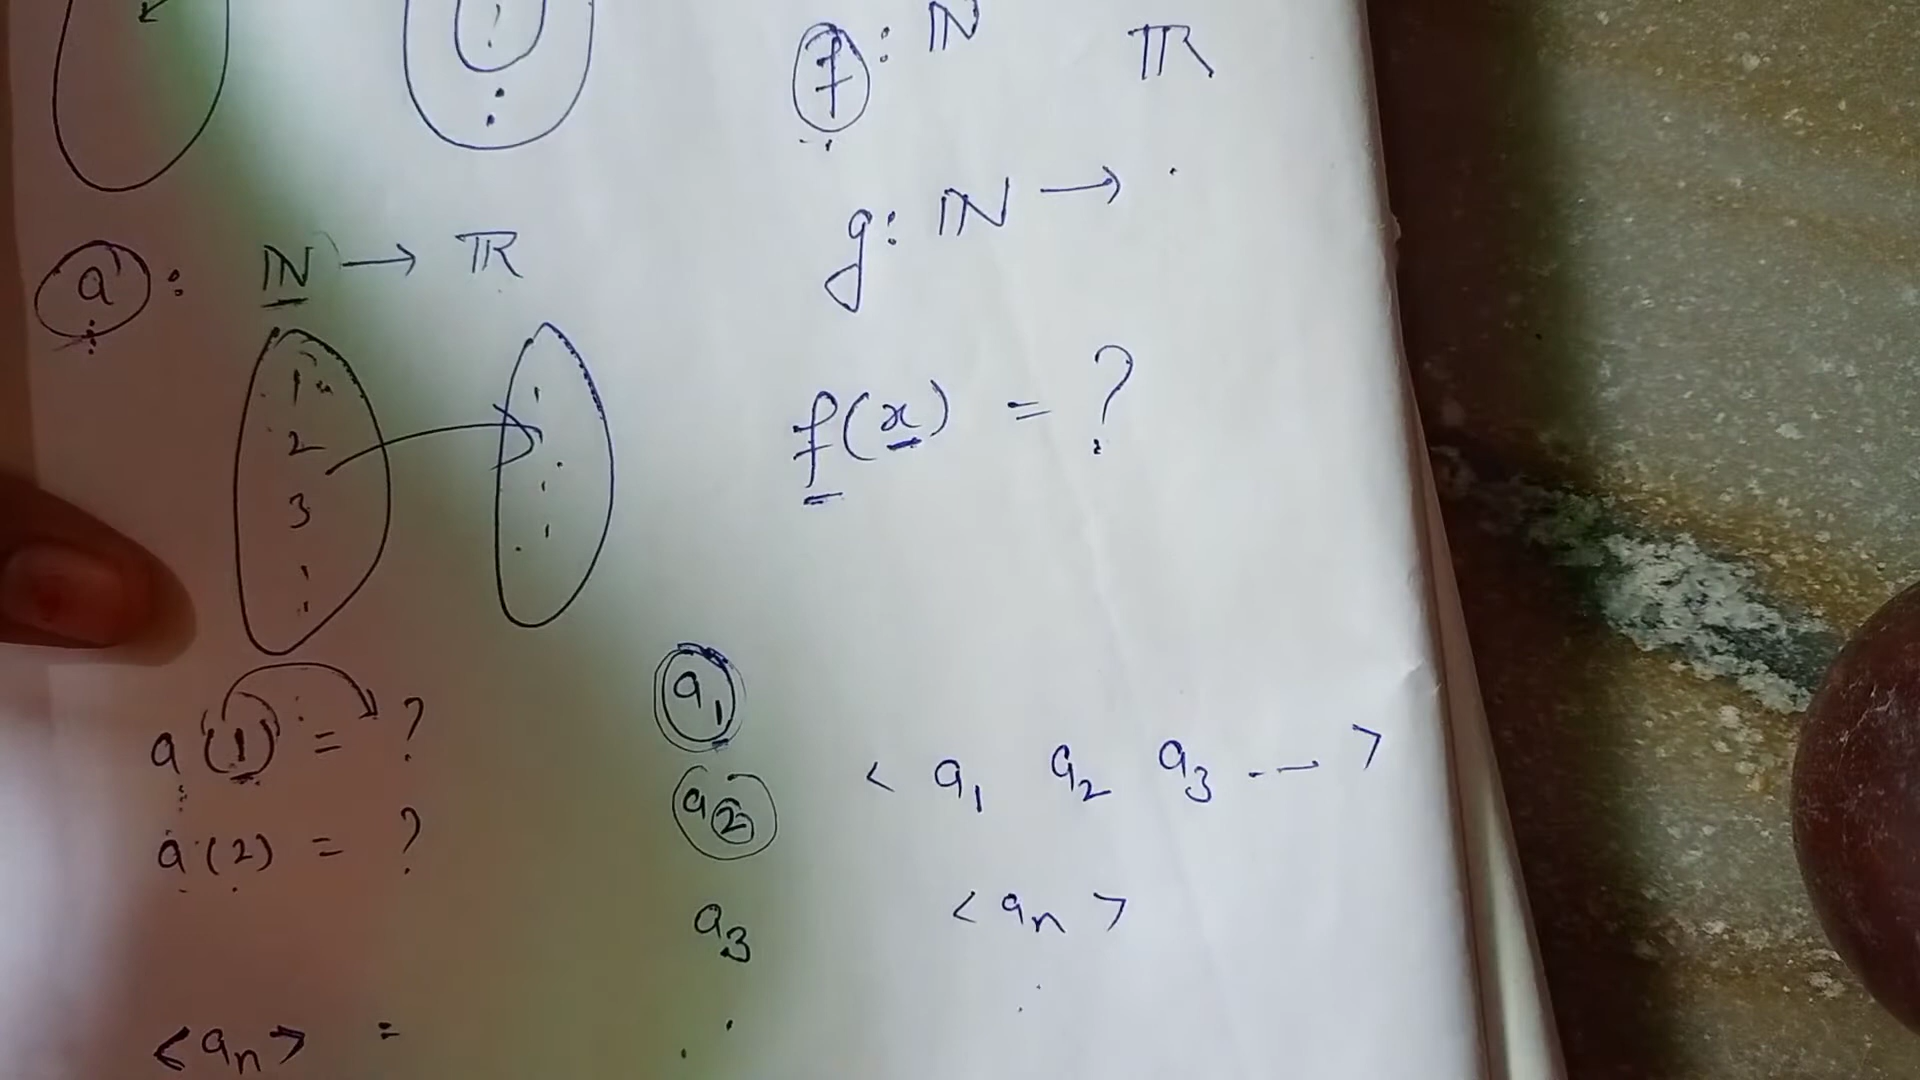 f : ℕ ℝ
g : ℕ →
a : ℕ → ℝ
1
2
3
f(x) = ?
a(1) = ?
a(2) = ?
a₁
a₂
a₃
< a₁ a₂ a₃ --- >
< aₙ >
<aₙ> =